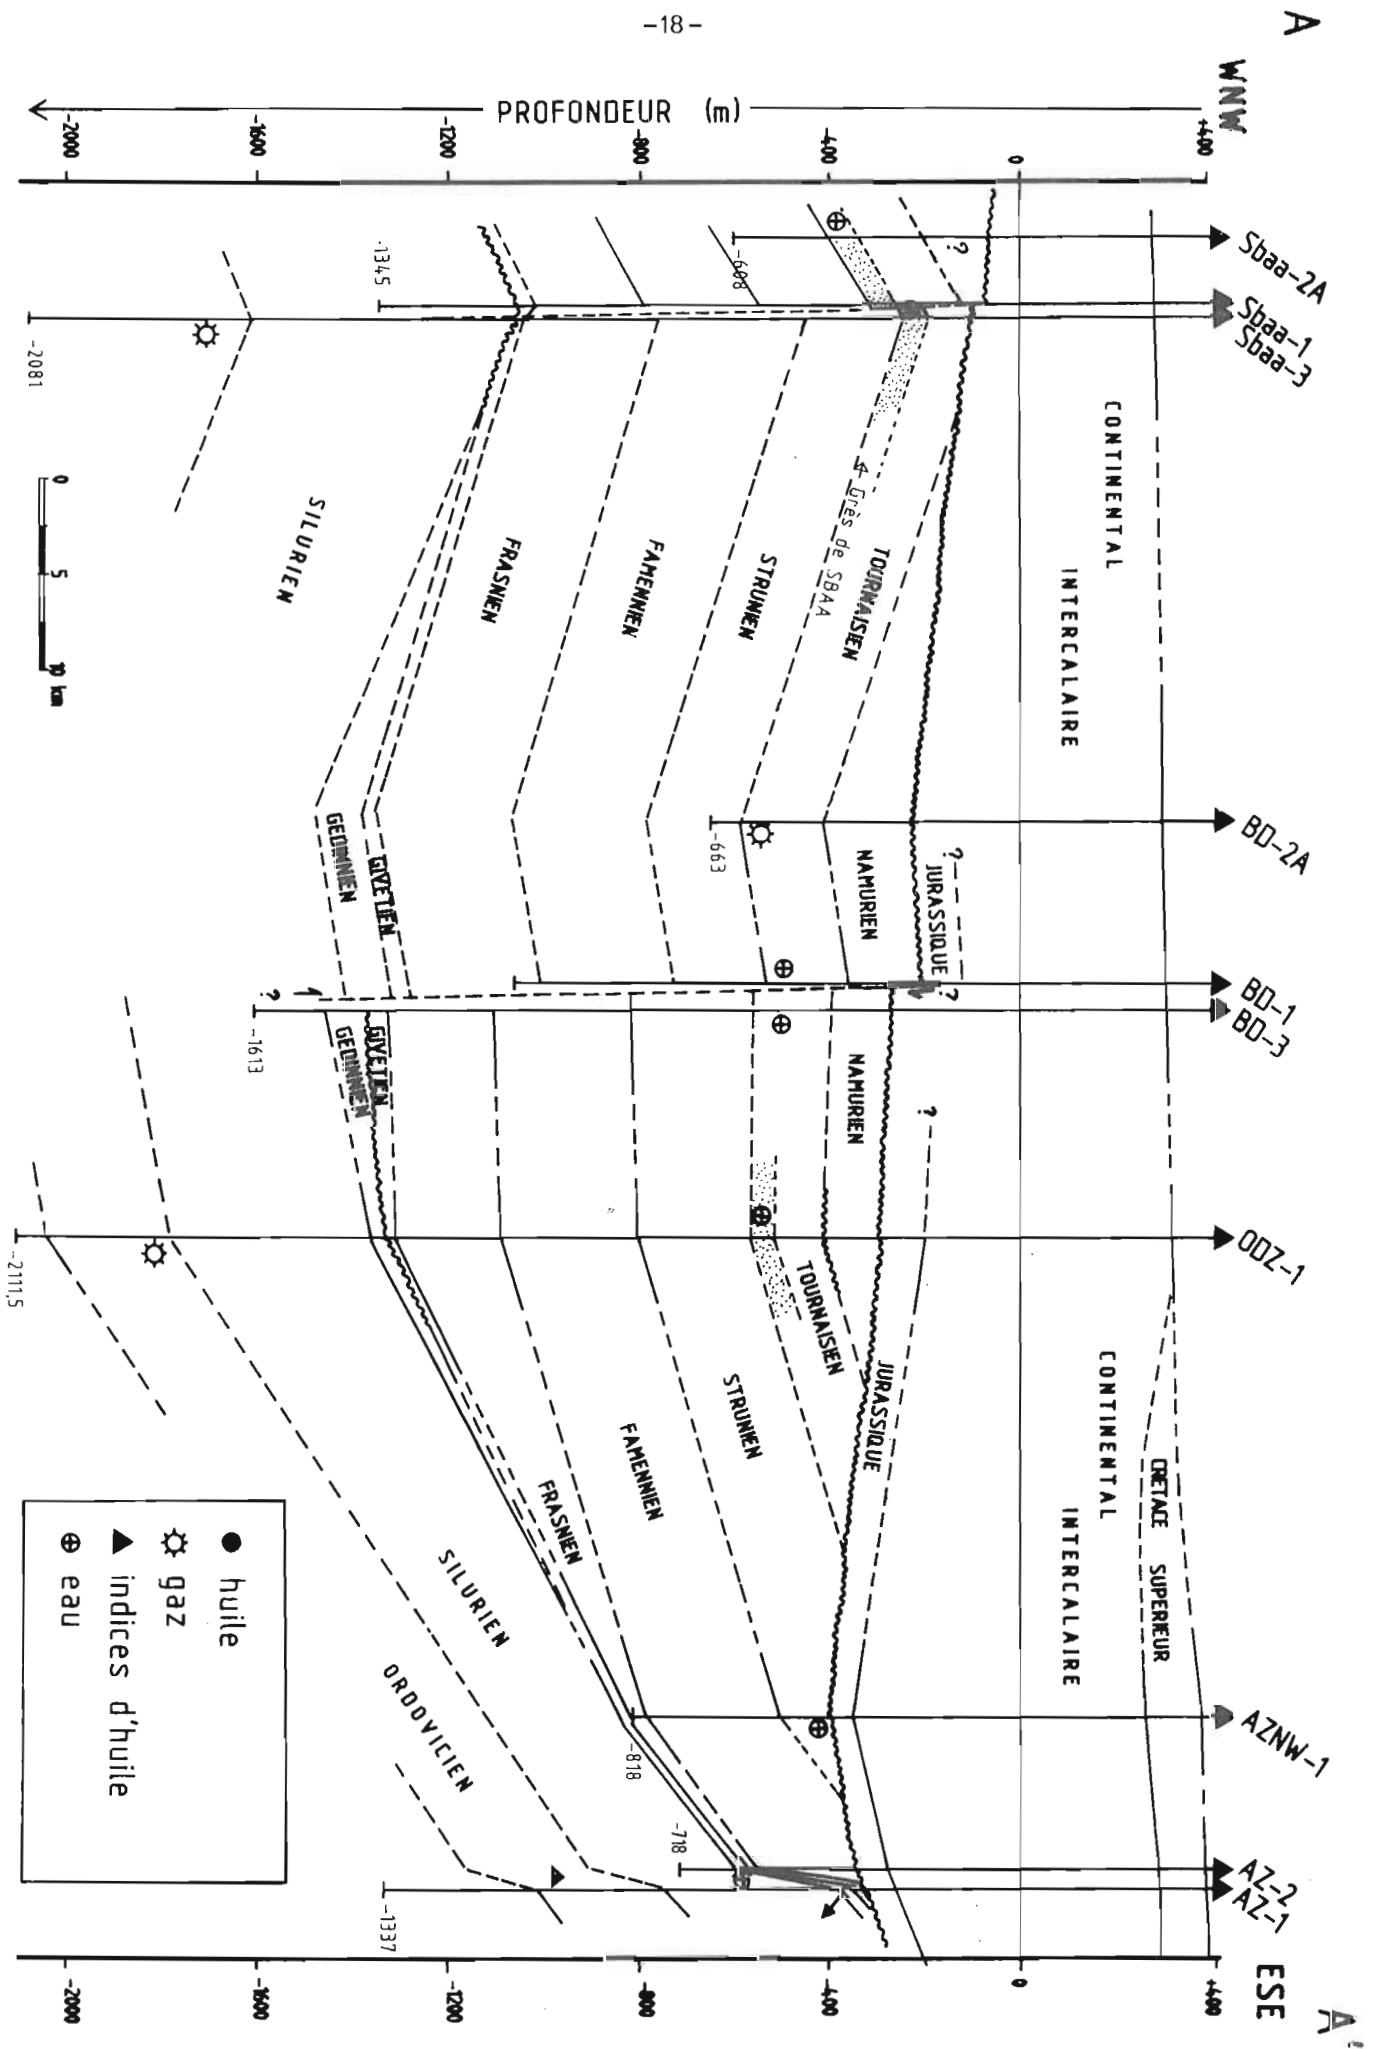 -18-
A
WNW
PROFONDEUR (m)
+400
0
-400
-800
-1200
-1600
-2000
Sbaa-2A
Sbaa-1
Sbaa-3
BD-2A
BD-1
BD-3
ODZ-1
AZNW-1
AZ-2
AZ-1
ESE
A'
+400
0
-400
-800
-1200
-1600
-2000
CONTINENTAL
INTERCALAIRE
CONTINENTAL
INTERCALAIRE
CRETACE SUPERIEUR
?
?
JURASSIQUE
?
?
JURASSIQUE
NAMURIEN
NAMURIEN
TOURNAISIEN
Grès de SBAA
TOURNAISIEN
STRUNIEN
STRUNIEN
FAMENNIEN
FAMENNIEN
FRASNIEN
FRASNIEN
GIVETIEN
GEDINNIEN
GIVETIEN
GEDINNIEN
SILURIEN
SILURIEN
ORDOVICIEN
?
-608
-1345
-2081
-663
-1613
-2111,5
-818
-718
-1337
0 5 10 km
huile
gaz
indices d'huile
eau